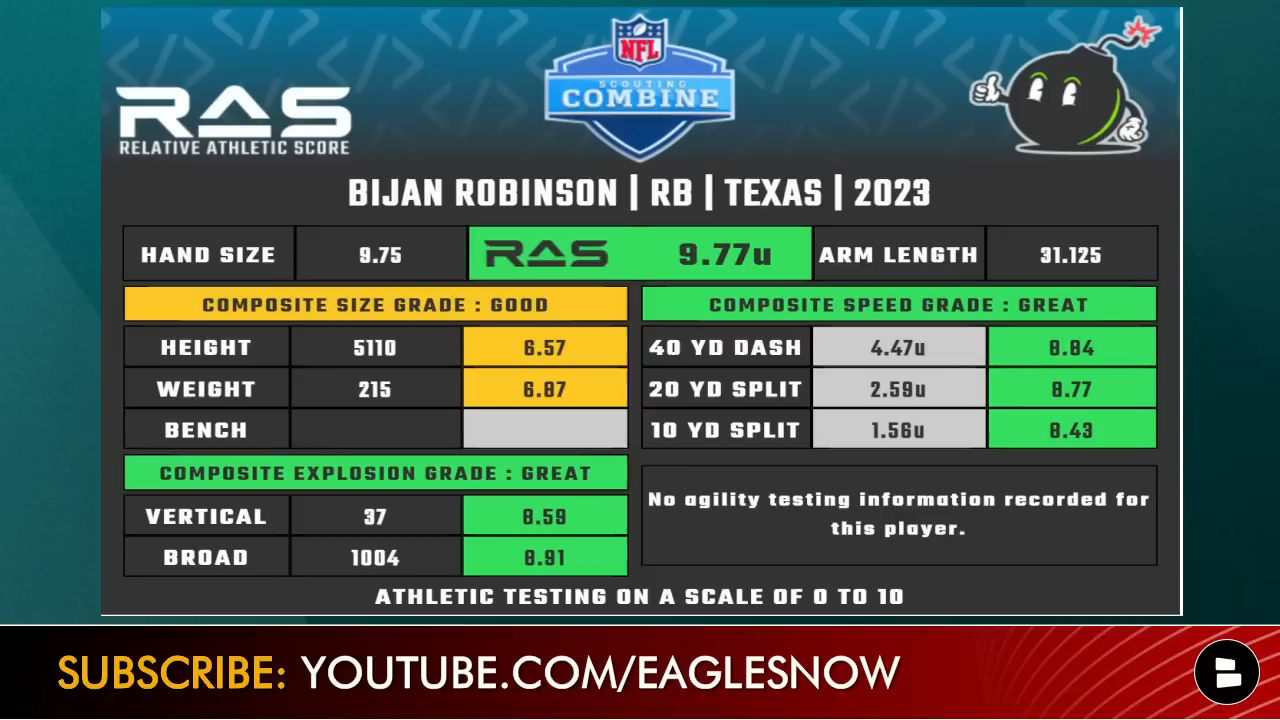 NFL
SCOUTING
COMBINE
RAS
RELATIVE ATHLETIC SCORE
BIJAN ROBINSON | RB | TEXAS | 2023
HAND SIZE 9.75 RAS 9.77u ARM LENGTH 31.125
COMPOSITE SIZE GRADE : GOOD
HEIGHT 5110 6.57
WEIGHT 215 6.87
BENCH
COMPOSITE EXPLOSION GRADE : GREAT
VERTICAL 37 8.59
BROAD 1004 8.91
COMPOSITE SPEED GRADE : GREAT
40 YD DASH 4.47u 8.84
20 YD SPLIT 2.59u 8.77
10 YD SPLIT 1.56u 8.43
No agility testing information recorded for
this player.
ATHLETIC TESTING ON A SCALE OF 0 TO 10
SUBSCRIBE: YOUTUBE.COM/EAGLESNOW